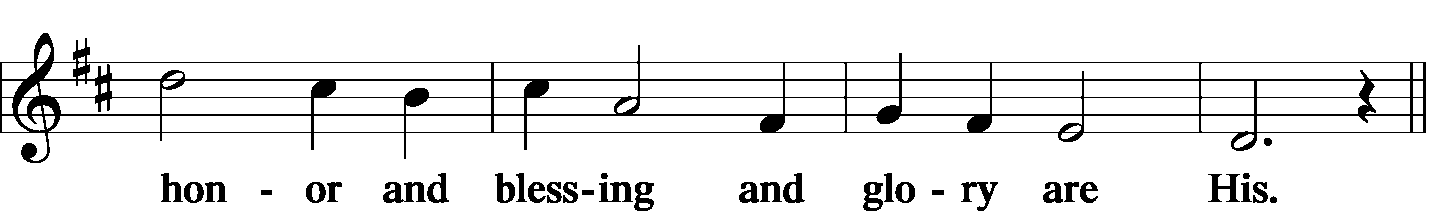 hon - or and bless-ing and glo - ry are His.